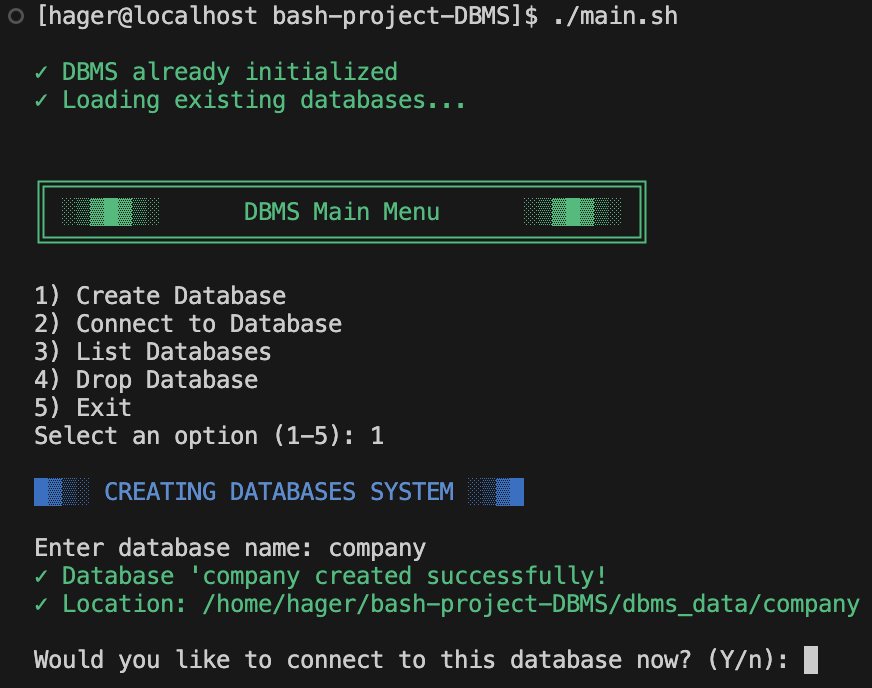 [hager@localhost bash-project-DBMS]$ ./main.sh
✓ DBMS already initialized
✓ Loading existing databases...
DBMS Main Menu
1) Create Database
2) Connect to Database
3) List Databases
4) Drop Database
5) Exit
Select an option (1-5): 1
CREATING DATABASES SYSTEM
Enter database name: company
✓ Database 'company created successfully!
✓ Location: /home/hager/bash-project-DBMS/dbms_data/company
Would you like to connect to this database now? (Y/n):